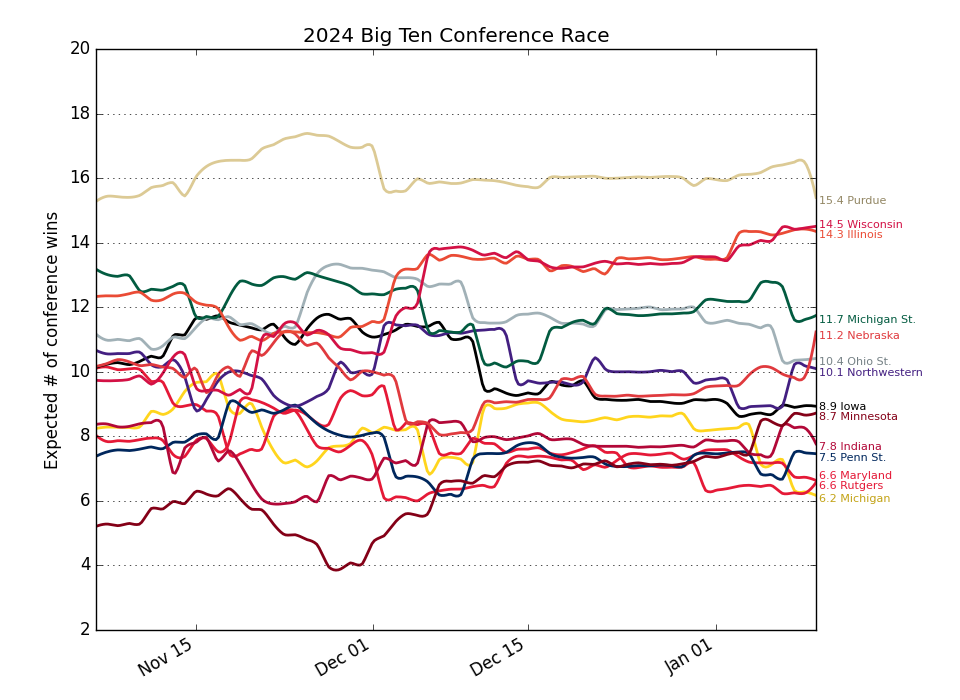 2024 Big Ten Conference Race
Expected # of conference wins
20
18
16
14
12
10
8
6
4
2
Nov 15
Dec 01
Dec 15
Jan 01
15.4 Purdue
14.5 Wisconsin
14.3 Illinois
11.7 Michigan St.
11.2 Nebraska
10.4 Ohio St.
10.1 Northwestern
8.9 Iowa
8.7 Minnesota
7.8 Indiana
7.5 Penn St.
6.6 Maryland
6.6 Rutgers
6.2 Michigan